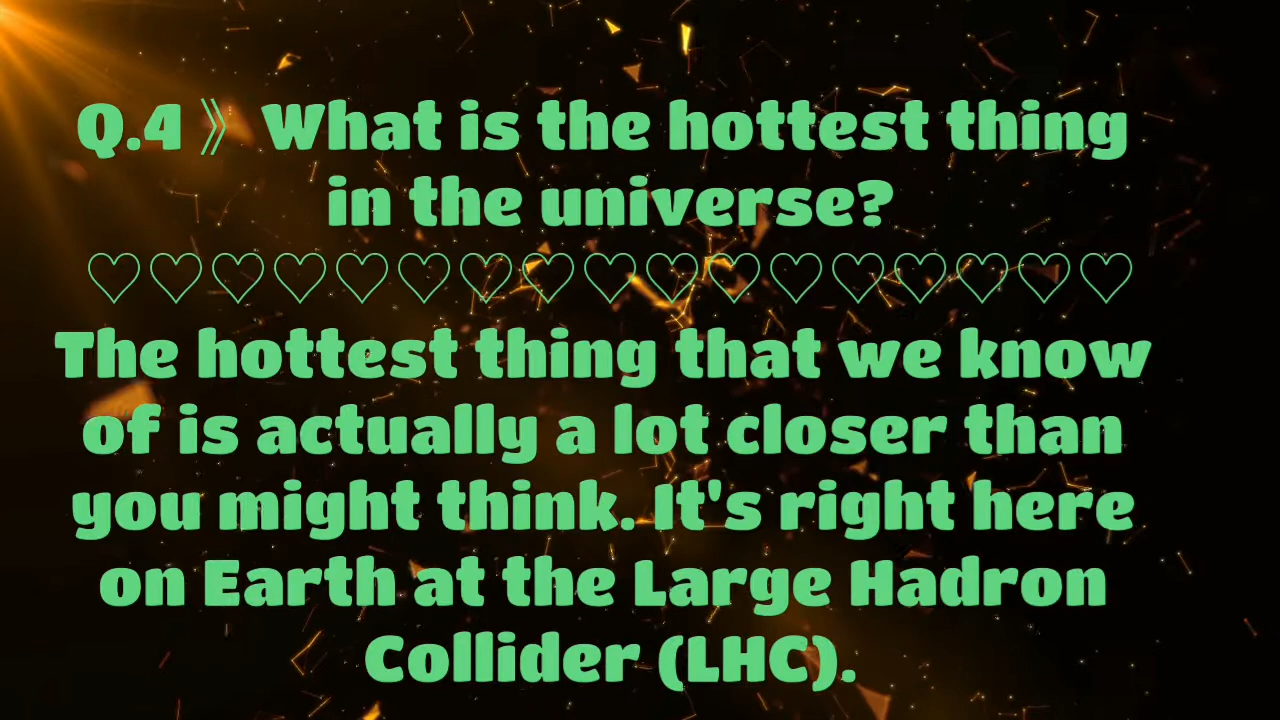 Q.4 》 What is the hottest thing
in the universe?
♡♡♡♡♡♡♡♡♡♡♡♡♡♡♡♡♡
The hottest thing that we know
of is actually a lot closer than
you might think. It's right here
on Earth at the Large Hadron
Collider (LHC).